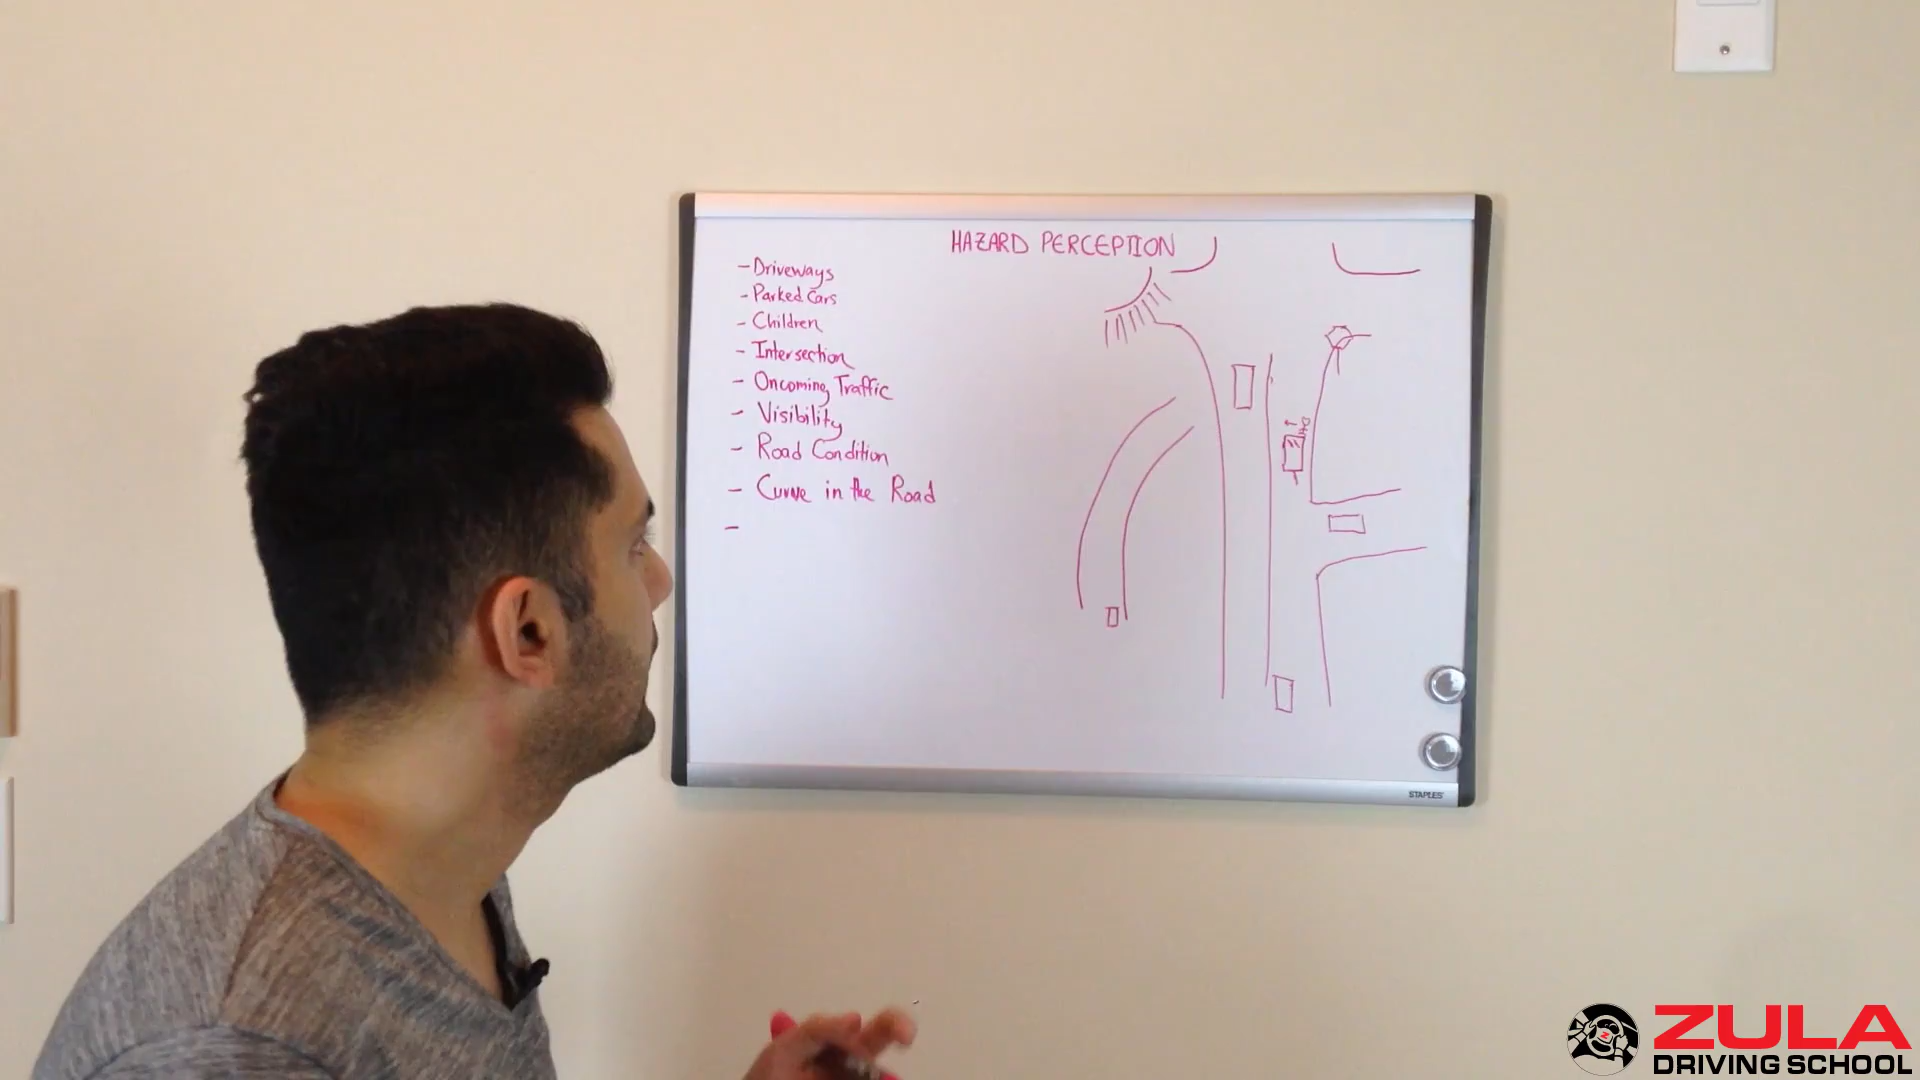 HAZARD PERCEPTION
- Driveways
- Parked Cars
- Children
- Intersection
- Oncoming Traffic
- Visibility
- Road Condition
- Curve in the Road
-
STAPLES
ZULA
DRIVING SCHOOL